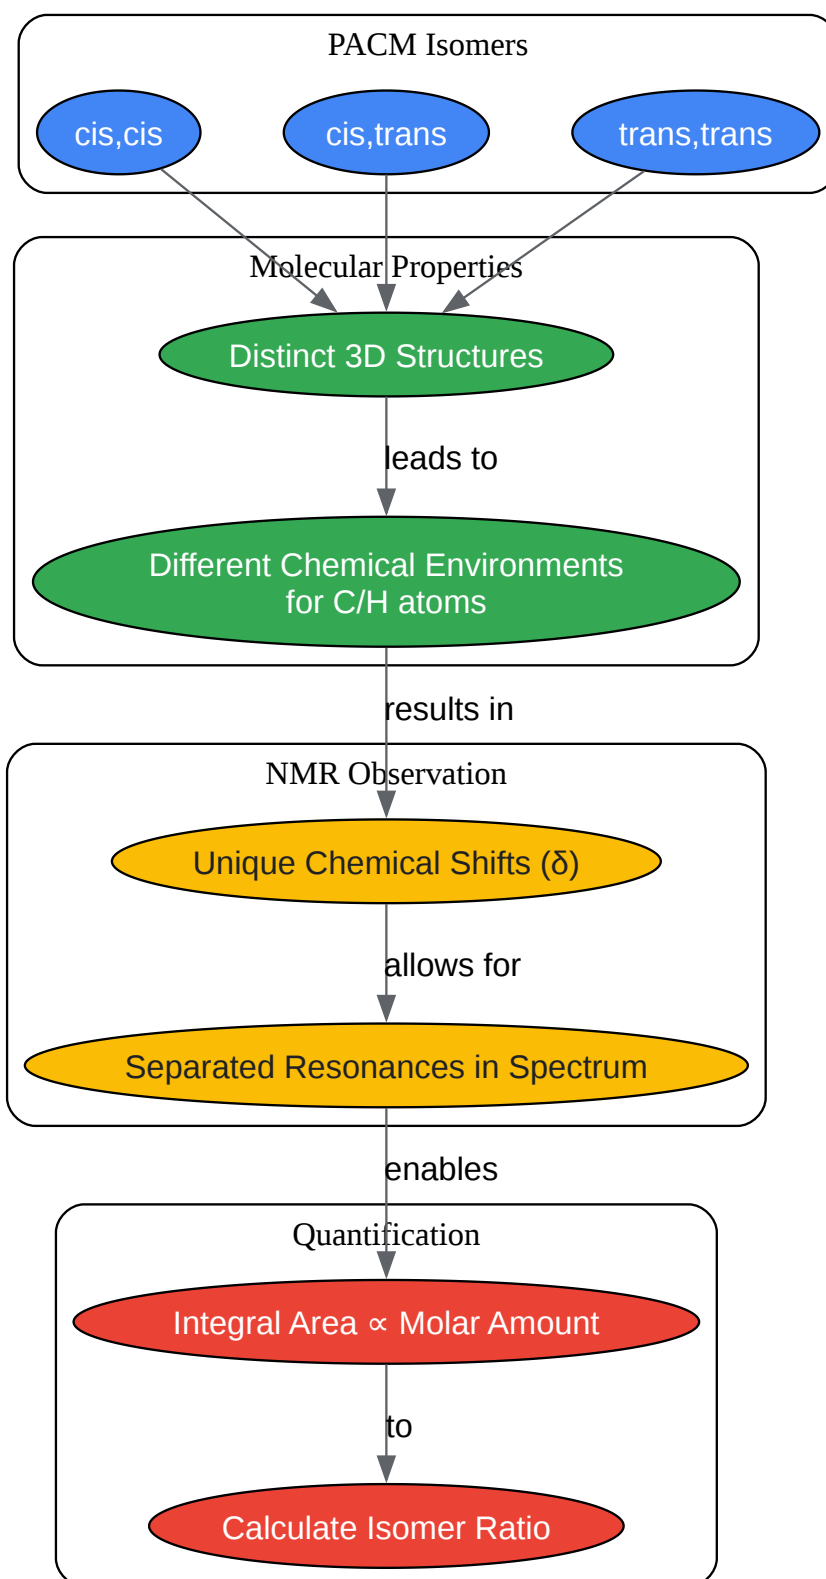 PACM Isomers
cis,cis
cis,trans
trans,trans
Molecular Properties
Distinct 3D Structures
leads to
Different Chemical Environments
for C/H atoms
results in
NMR Observation
Unique Chemical Shifts (δ)
allows for
Separated Resonances in Spectrum
enables
Quantification
Integral Area ∝ Molar Amount
to
Calculate Isomer Ratio